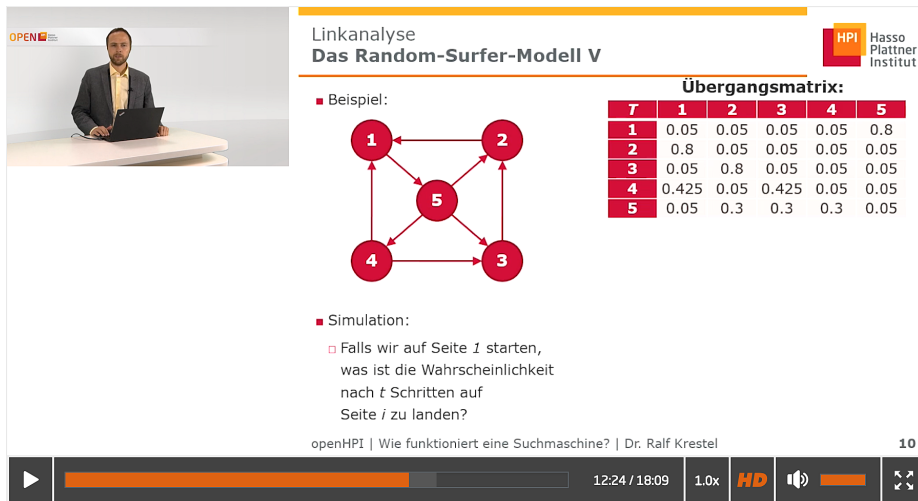 OPEN
Linkanalyse
Das Random-Surfer-Modell V
HPI
Hasso
Plattner
Institut
Beispiel:
1
2
5
4
3
Übergangsmatrix:
T 1 2 3 4 5
1 0.05 0.05 0.05 0.05 0.8
2 0.8 0.05 0.05 0.05 0.05
3 0.05 0.8 0.05 0.05 0.05
4 0.425 0.05 0.425 0.05 0.05
5 0.05 0.3 0.3 0.3 0.05
Simulation:
Falls wir auf Seite 1 starten,
was ist die Wahrscheinlichkeit
nach t Schritten auf
Seite i zu landen?
openHPI | Wie funktioniert eine Suchmaschine? | Dr. Ralf Krestel 10
12:24 / 18:09 1.0x HD